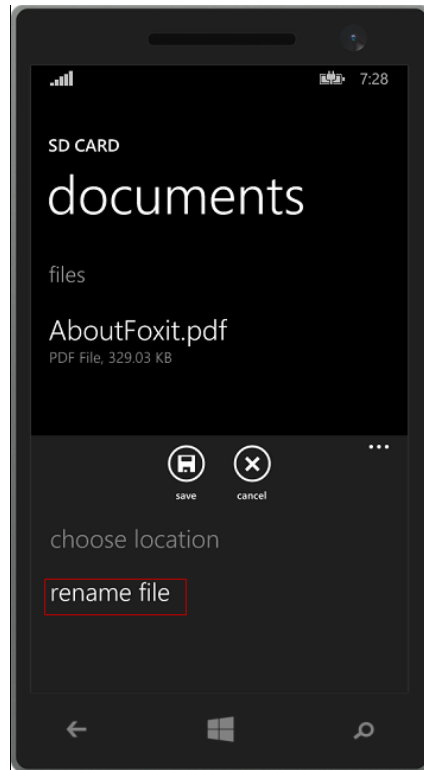 7:28
SD CARD
documents
files
AboutFoxit.pdf
PDF File, 329.03 KB
save cancel
choose location
rename file